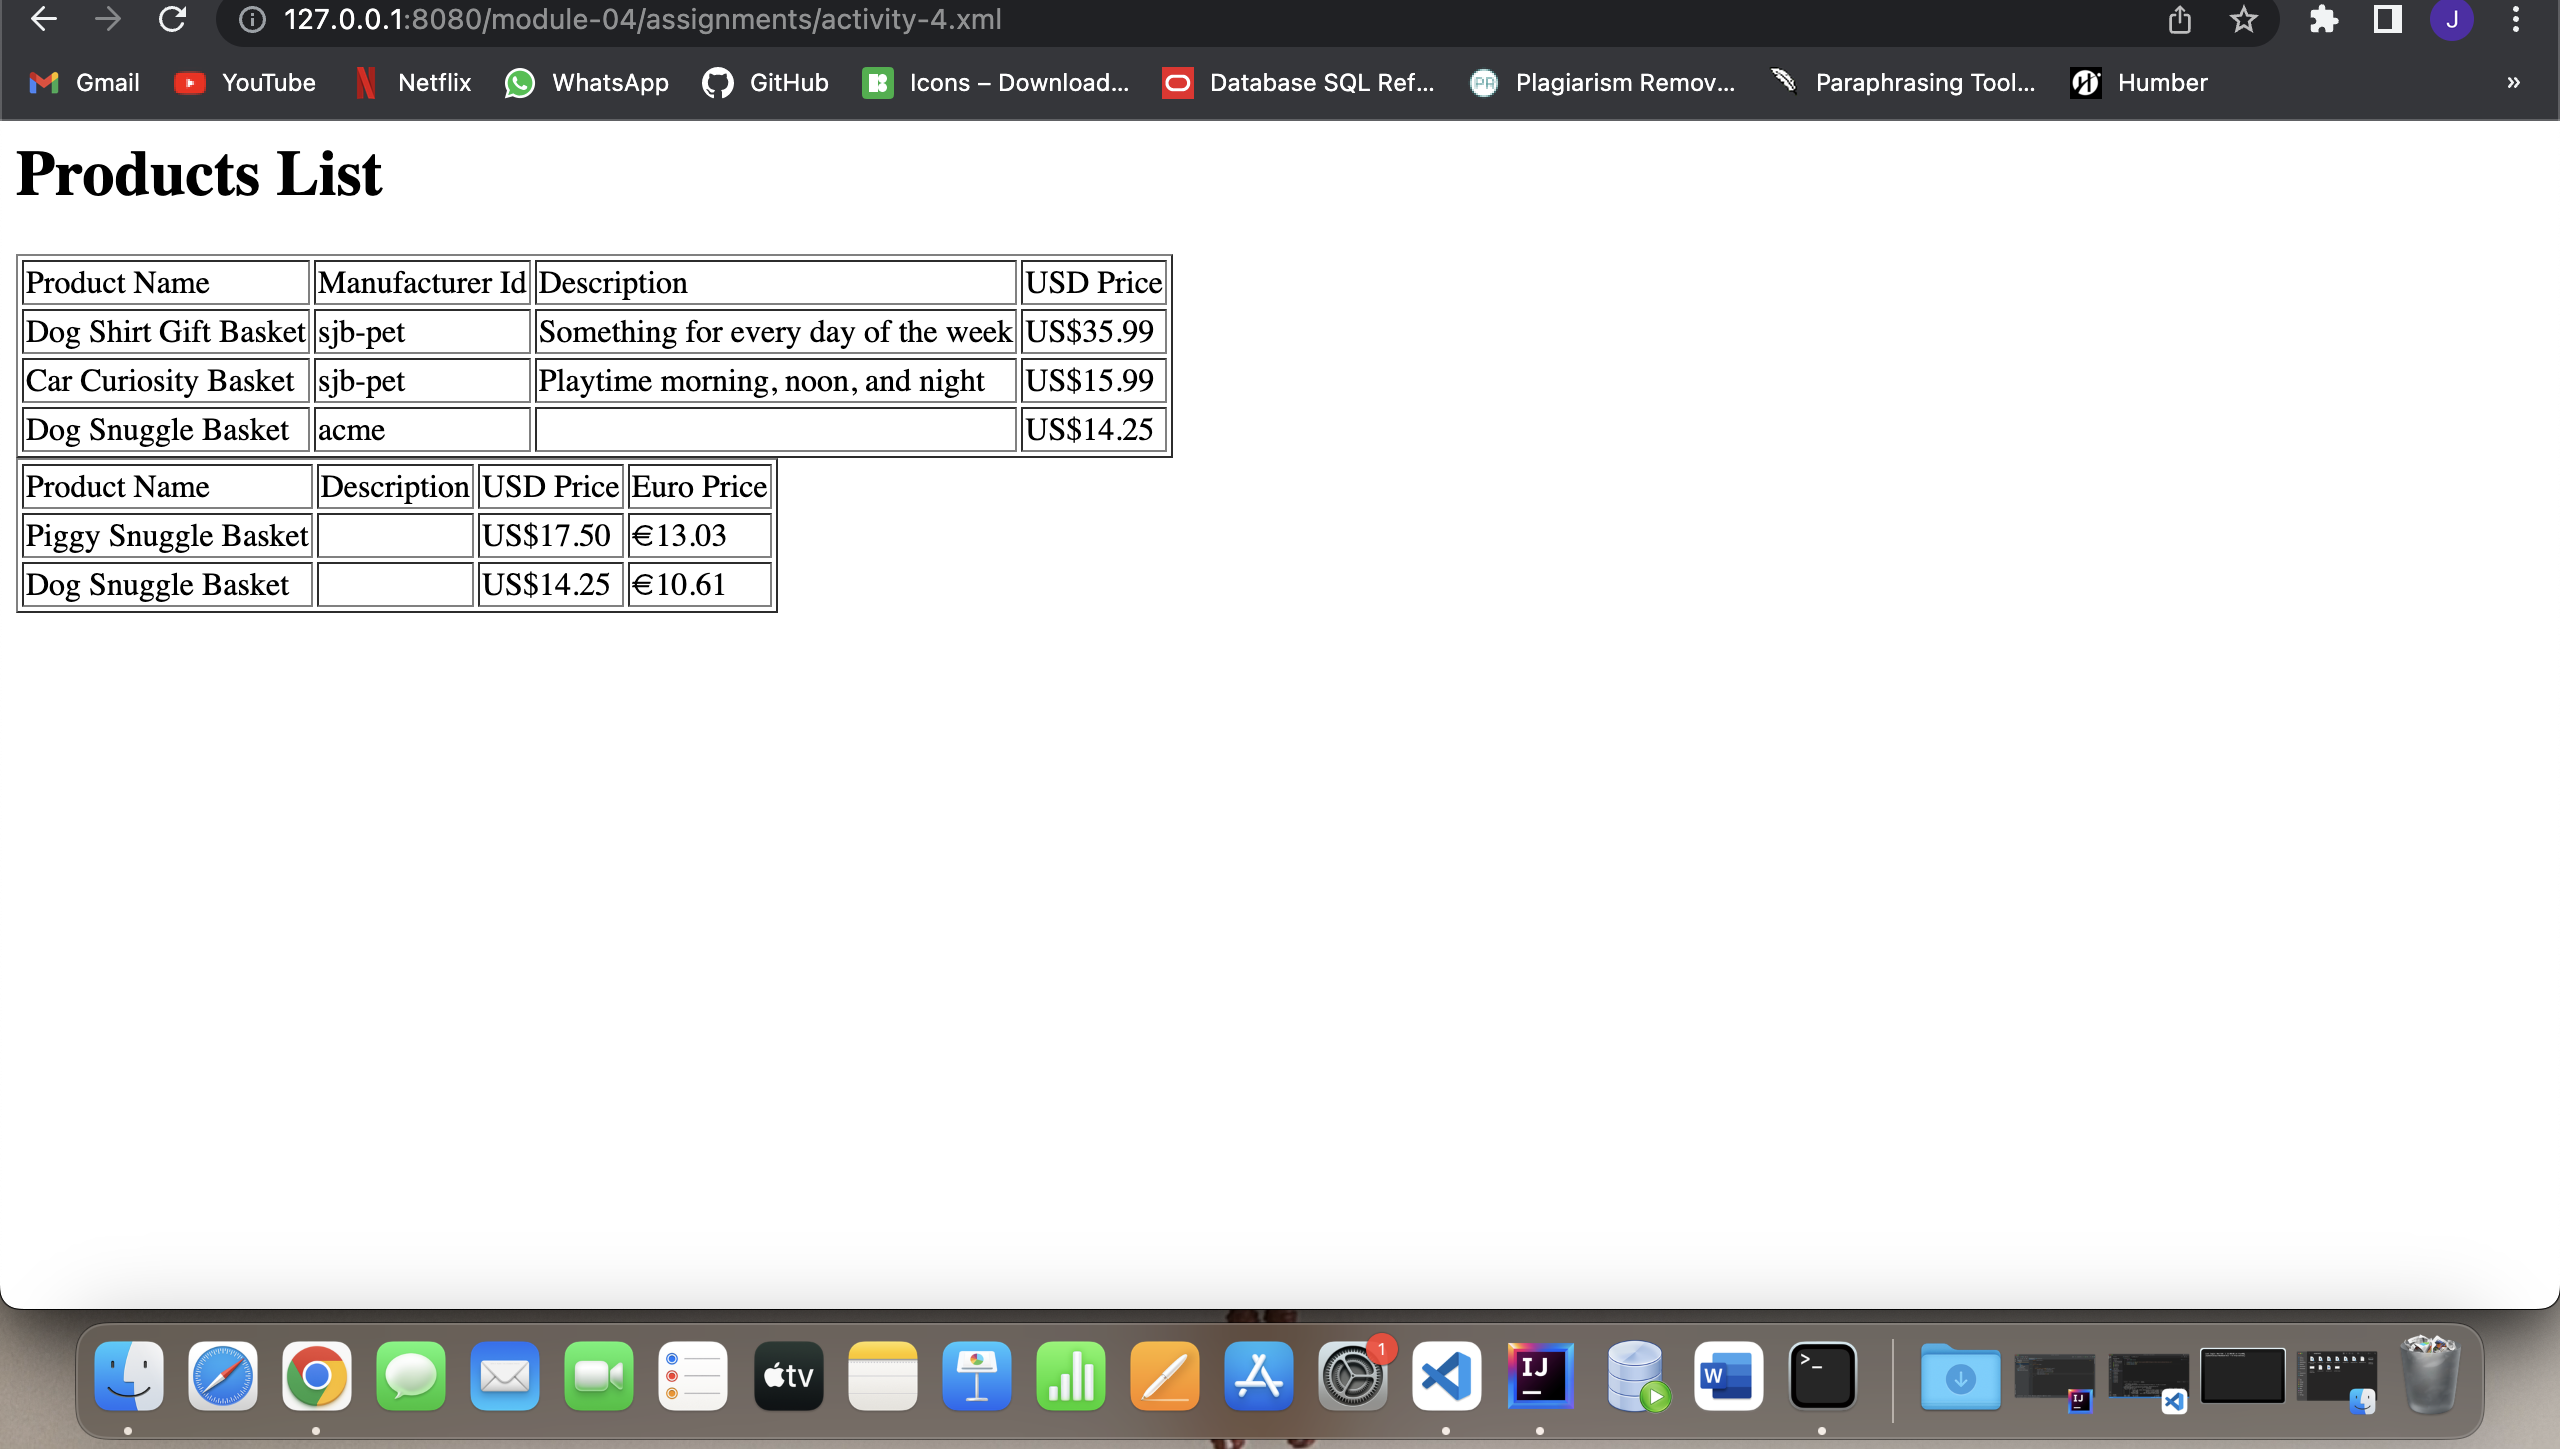 127.0.0.1:8080/module-04/assignments/activity-4.xml
J
Gmail YouTube Netflix WhatsApp GitHub Icons – Download... Database SQL Ref... Plagiarism Remov... Paraphrasing Tool... Humber »
Products List
Product Name Manufacturer Id Description USD Price
Dog Shirt Gift Basket sjb-pet Something for every day of the week US$35.99
Car Curiosity Basket sjb-pet Playtime morning, noon, and night US$15.99
Dog Snuggle Basket acme US$14.25
Product Name Description USD Price Euro Price
Piggy Snuggle Basket US$17.50 €13.03
Dog Snuggle Basket US$14.25 €10.61
tv 1 IJ W >_